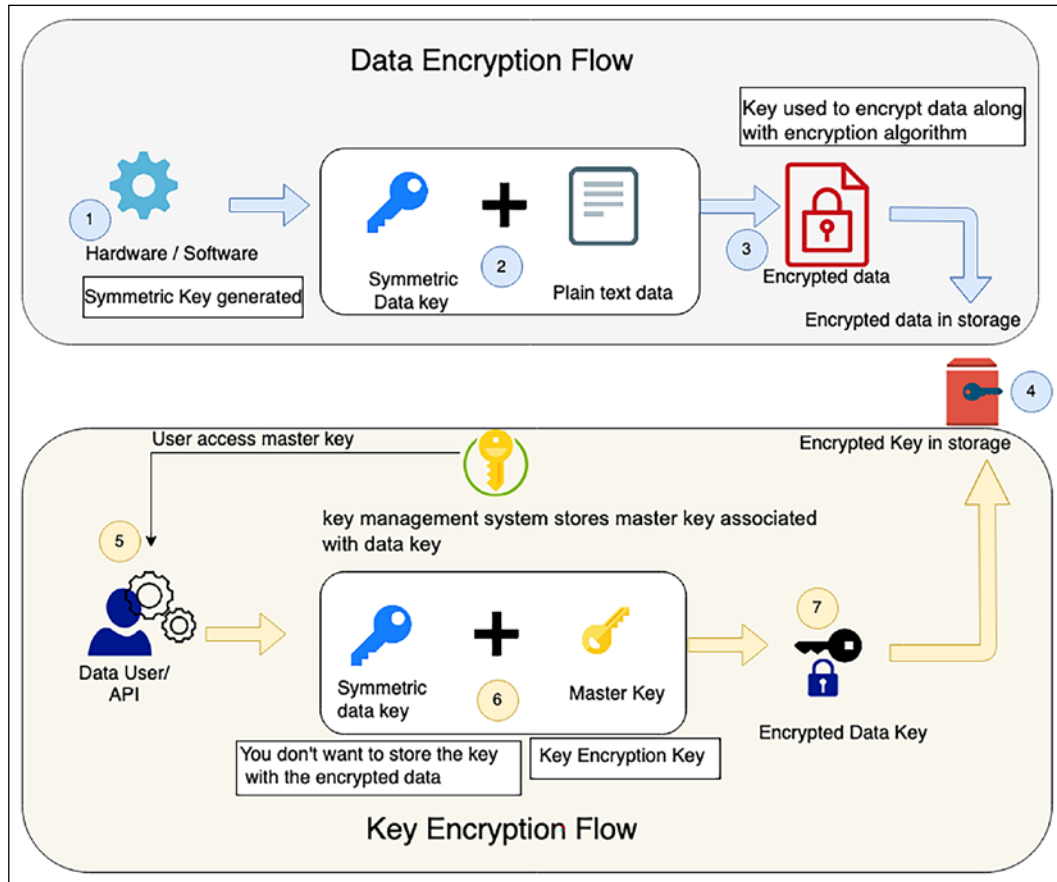 Data Encryption Flow
Key used to encrypt data along
with encryption algorithm
1
Hardware / Software
Symmetric Key generated
2
Symmetric
Data key
Plain text data
3
Encrypted data
Encrypted data in storage
4
Encrypted Key in storage
User access master key
key management system stores master key associated
with data key
5
Data User/
API
Symmetric
data key
6
Master Key
7
Encrypted Data Key
You don't want to store the key
with the encrypted data
Key Encryption Key
Key Encryption Flow